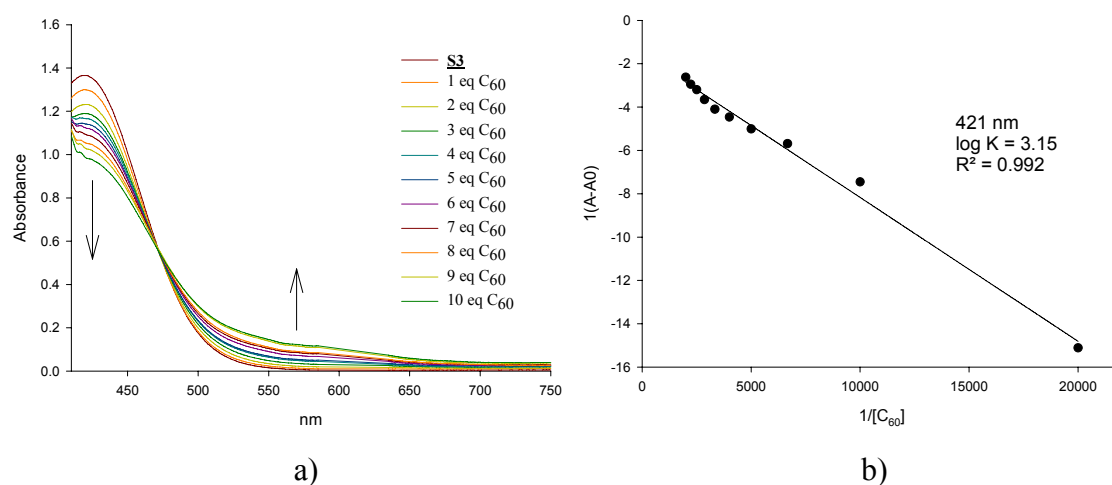 1.6
1.4
1.2
1.0
0.8
0.6
0.4
0.2
0.0
Absorbance
450
500
550
600
650
700
750
nm
S3
1 eq C60
2 eq C60
3 eq C60
4 eq C60
5 eq C60
6 eq C60
7 eq C60
8 eq C60
9 eq C60
10 eq C60
a)
0
-2
-4
-6
-8
-10
-12
-14
-16
1(A-A0)
0
5000
10000
15000
20000
1/[C60]
421 nm
log K = 3.15
R² = 0.992
b)